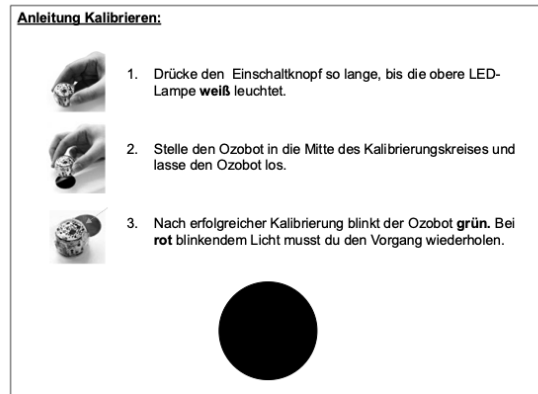 Anleitung Kalibrieren:
1. Drücke den Einschaltknopf so lange, bis die obere LED-
Lampe weiß leuchtet.
2. Stelle den Ozobot in die Mitte des Kalibrierungskreises und
lasse den Ozobot los.
3. Nach erfolgreicher Kalibrierung blinkt der Ozobot grün. Bei
rot blinkendem Licht musst du den Vorgang wiederholen.